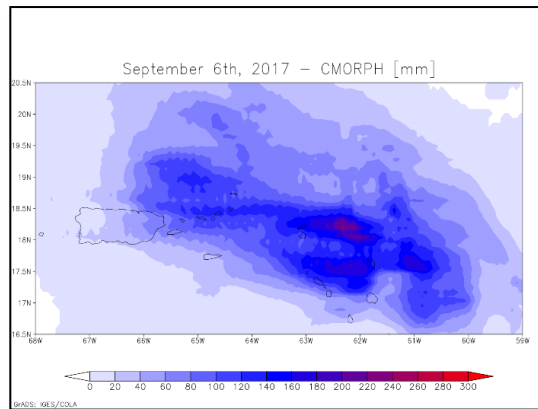 September 6th, 2017 – CMORPH [mm]
20.5N
20N
19.5N
19N
18.5N
18N
17.5N
17N
16.5N
68W 67W 66W 65W 64W 63W 62W 61W 60W 59W
0 20 40 60 80 100 120 140 160 180 200 220 240 260 280 300
GrADS: IGES/COLA